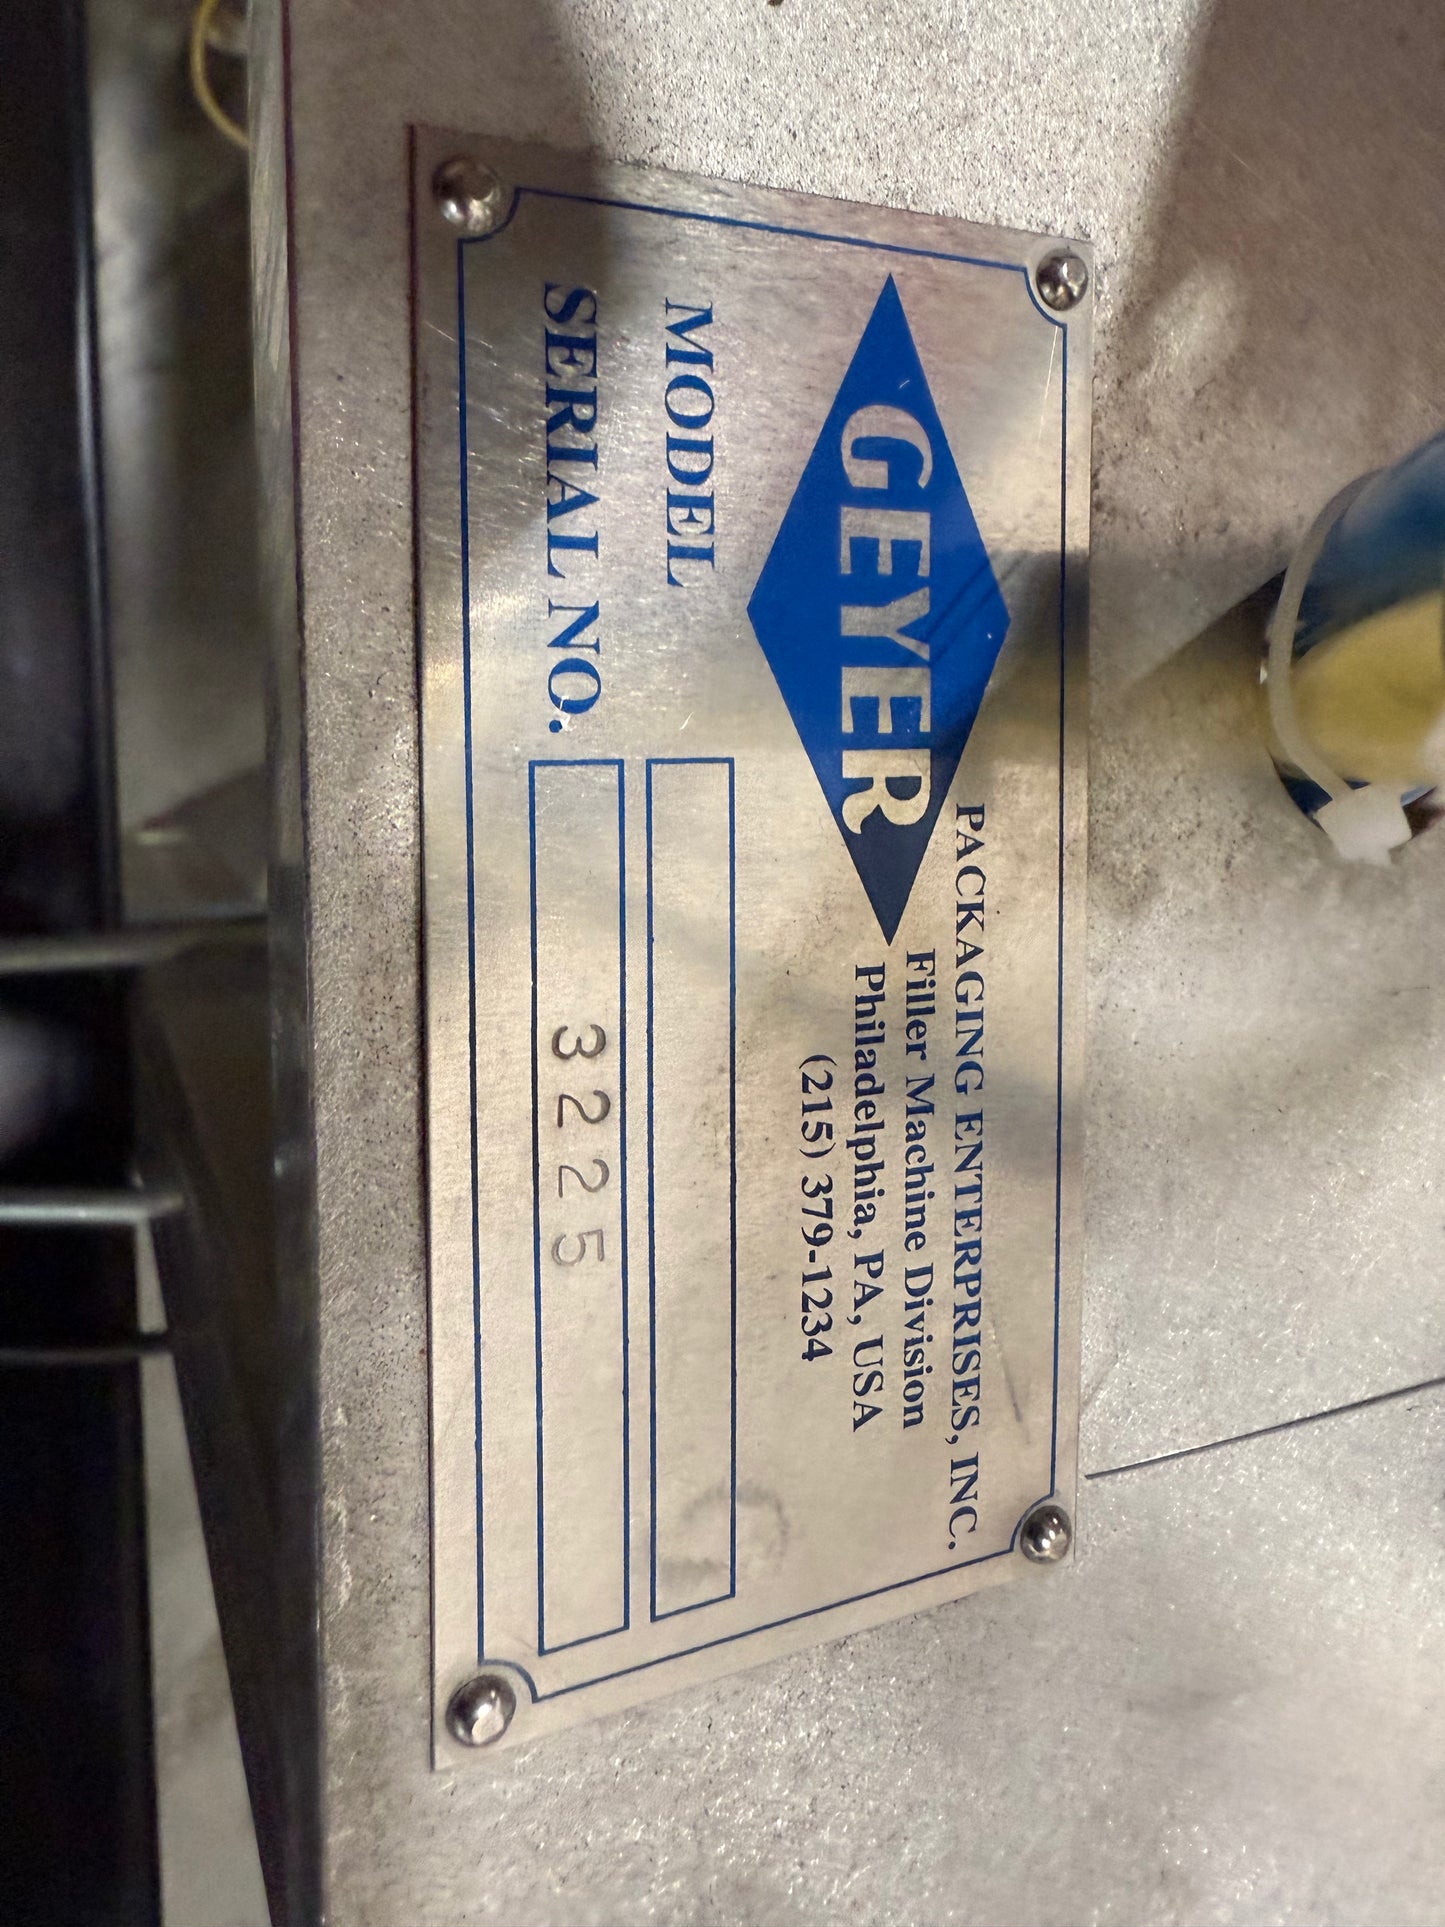 GEYER
PACKAGING ENTERPRISES, INC.
Filler Machine Division
Philadelphia, PA, USA
(215) 379-1234
MODEL
SERIAL NO. 3225